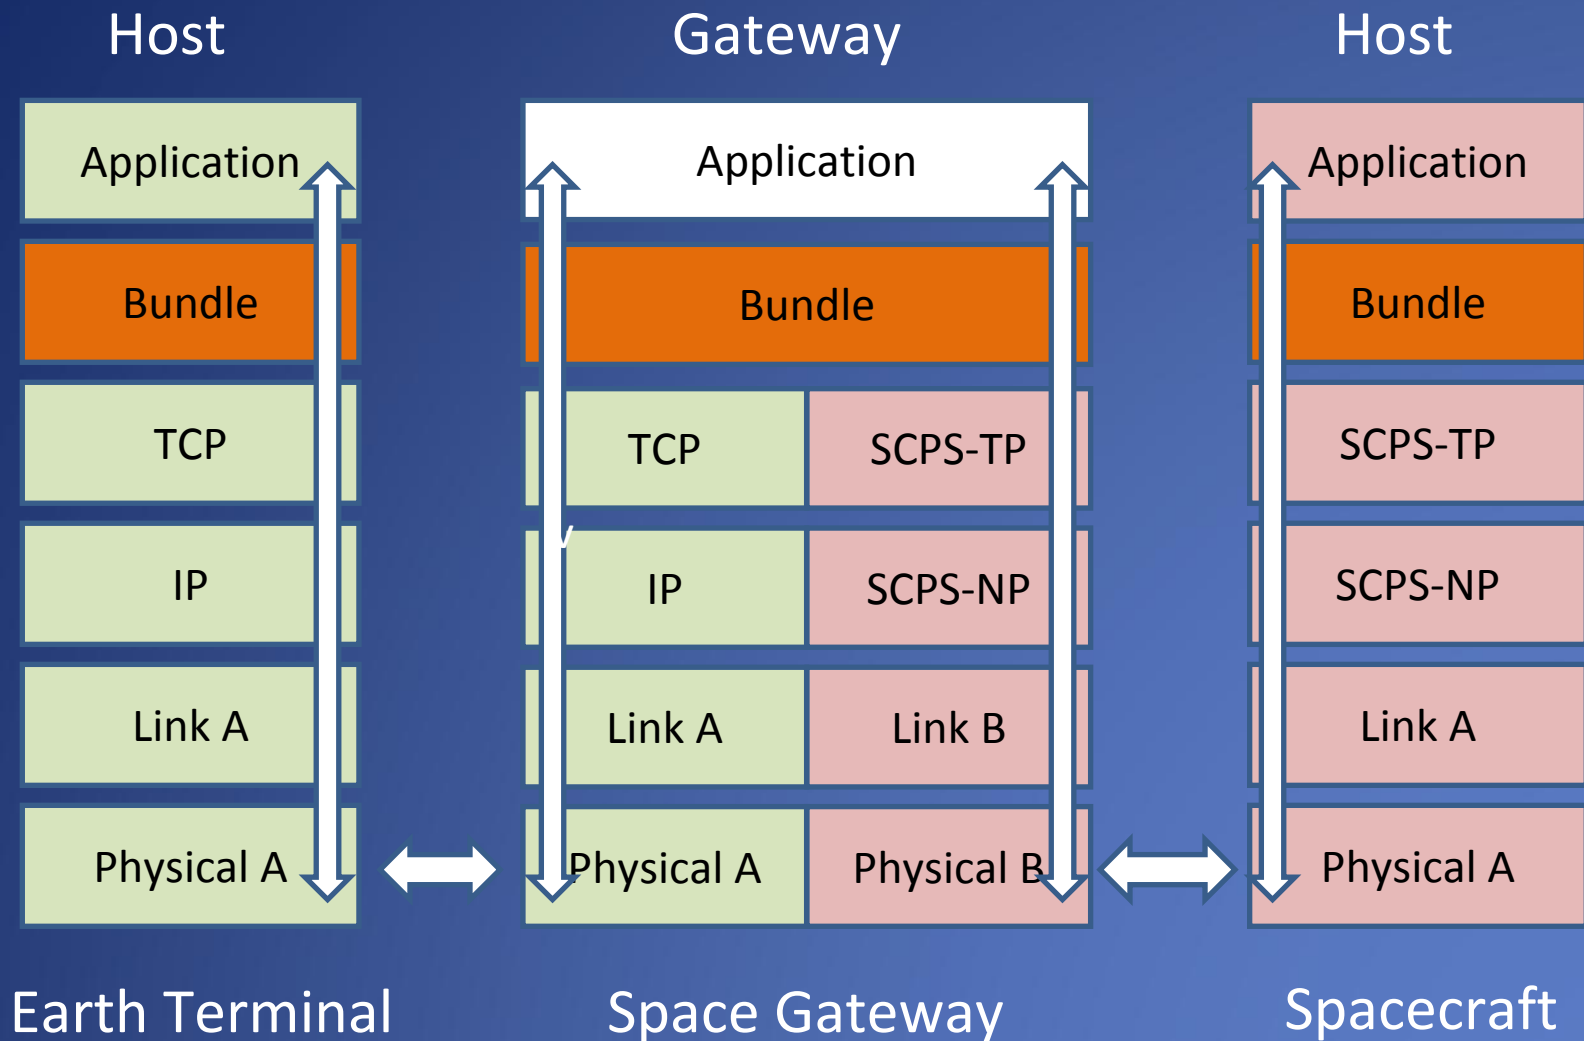 Host
Gateway
Host
Application
Application
Application
Bundle
Bundle
Bundle
TCP
TCP
SCPS-TP
SCPS-TP
IP
IP
SCPS-NP
SCPS-NP
Link A
Link A
Link B
Link A
Physical A
Physical A
Physical B
Physical A
Earth Terminal
Space Gateway
Spacecraft